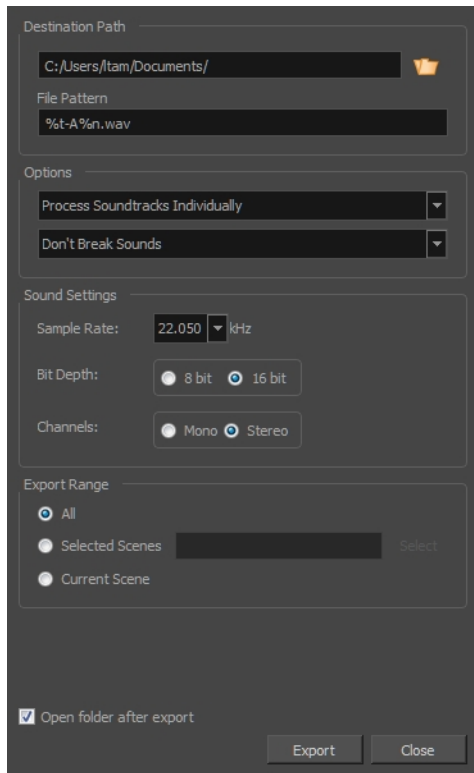 Destination Path
C:/Users/ltam/Documents/
File Pattern
%t-A%n.wav
Options
Process Soundtracks Individually
Don't Break Sounds
Sound Settings
Sample Rate: 22.050 kHz
Bit Depth: 8 bit 16 bit
Channels: Mono Stereo
Export Range
All
Selected Scenes Select
Current Scene
Open folder after export
Export Close